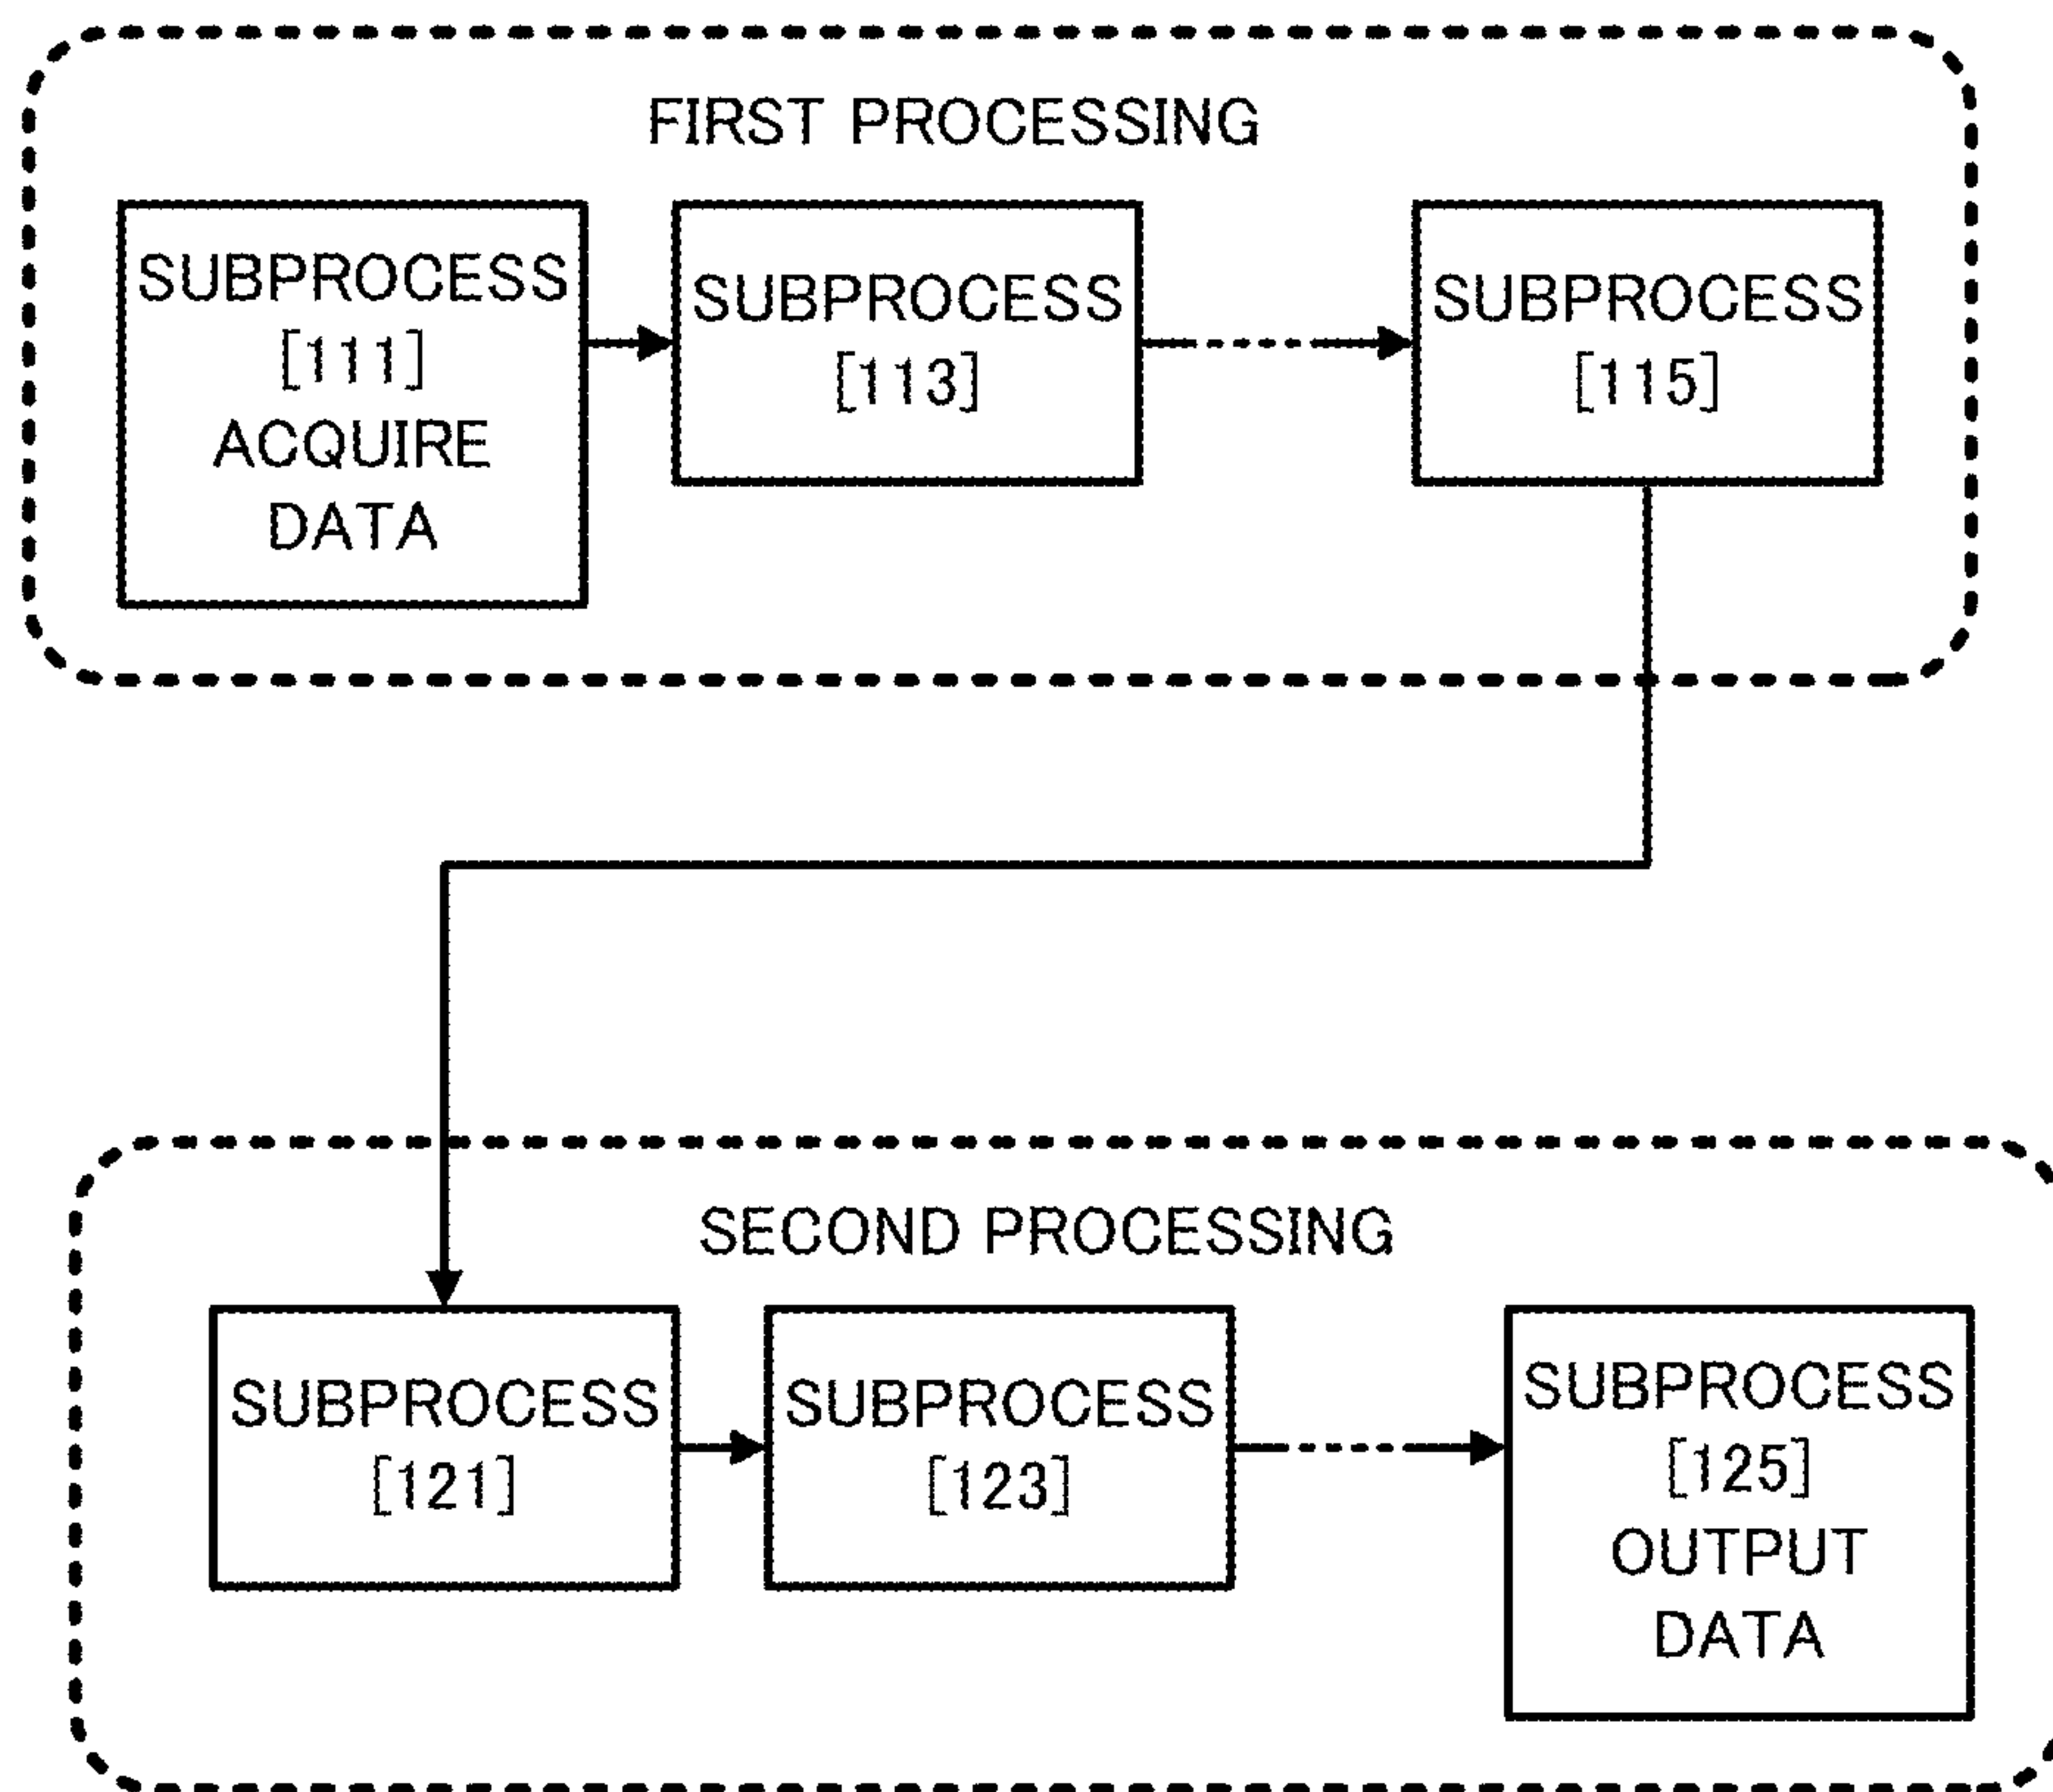 FIRST PROCESSING
SUBPROCESS
[111]
ACQUIRE
DATA
SUBPROCESS
[113]
SUBPROCESS
[115]
SECOND PROCESSING
SUBPROCESS
[121]
SUBPROCESS
[123]
SUBPROCESS
[125]
OUTPUT
DATA